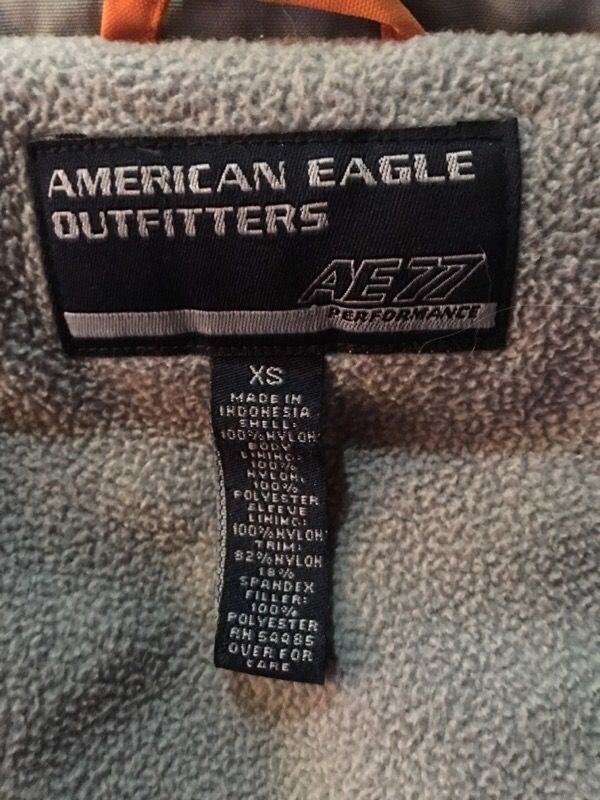 AMERICAN EAGLE
OUTFITTERS
AE77
PERFORMANCE
XS
MADE IN
INDONESIA
SHELL:
100% NYLON
BODY
LINING:
100%
NYLON,
100%
POLYESTER
SLEEVE
LINING:
100% NYLON
TRIM:
82% NYLON
18%
SPANDEX
FILLER:
100%
POLYESTER
RN 54485
OVER FOR
CARE